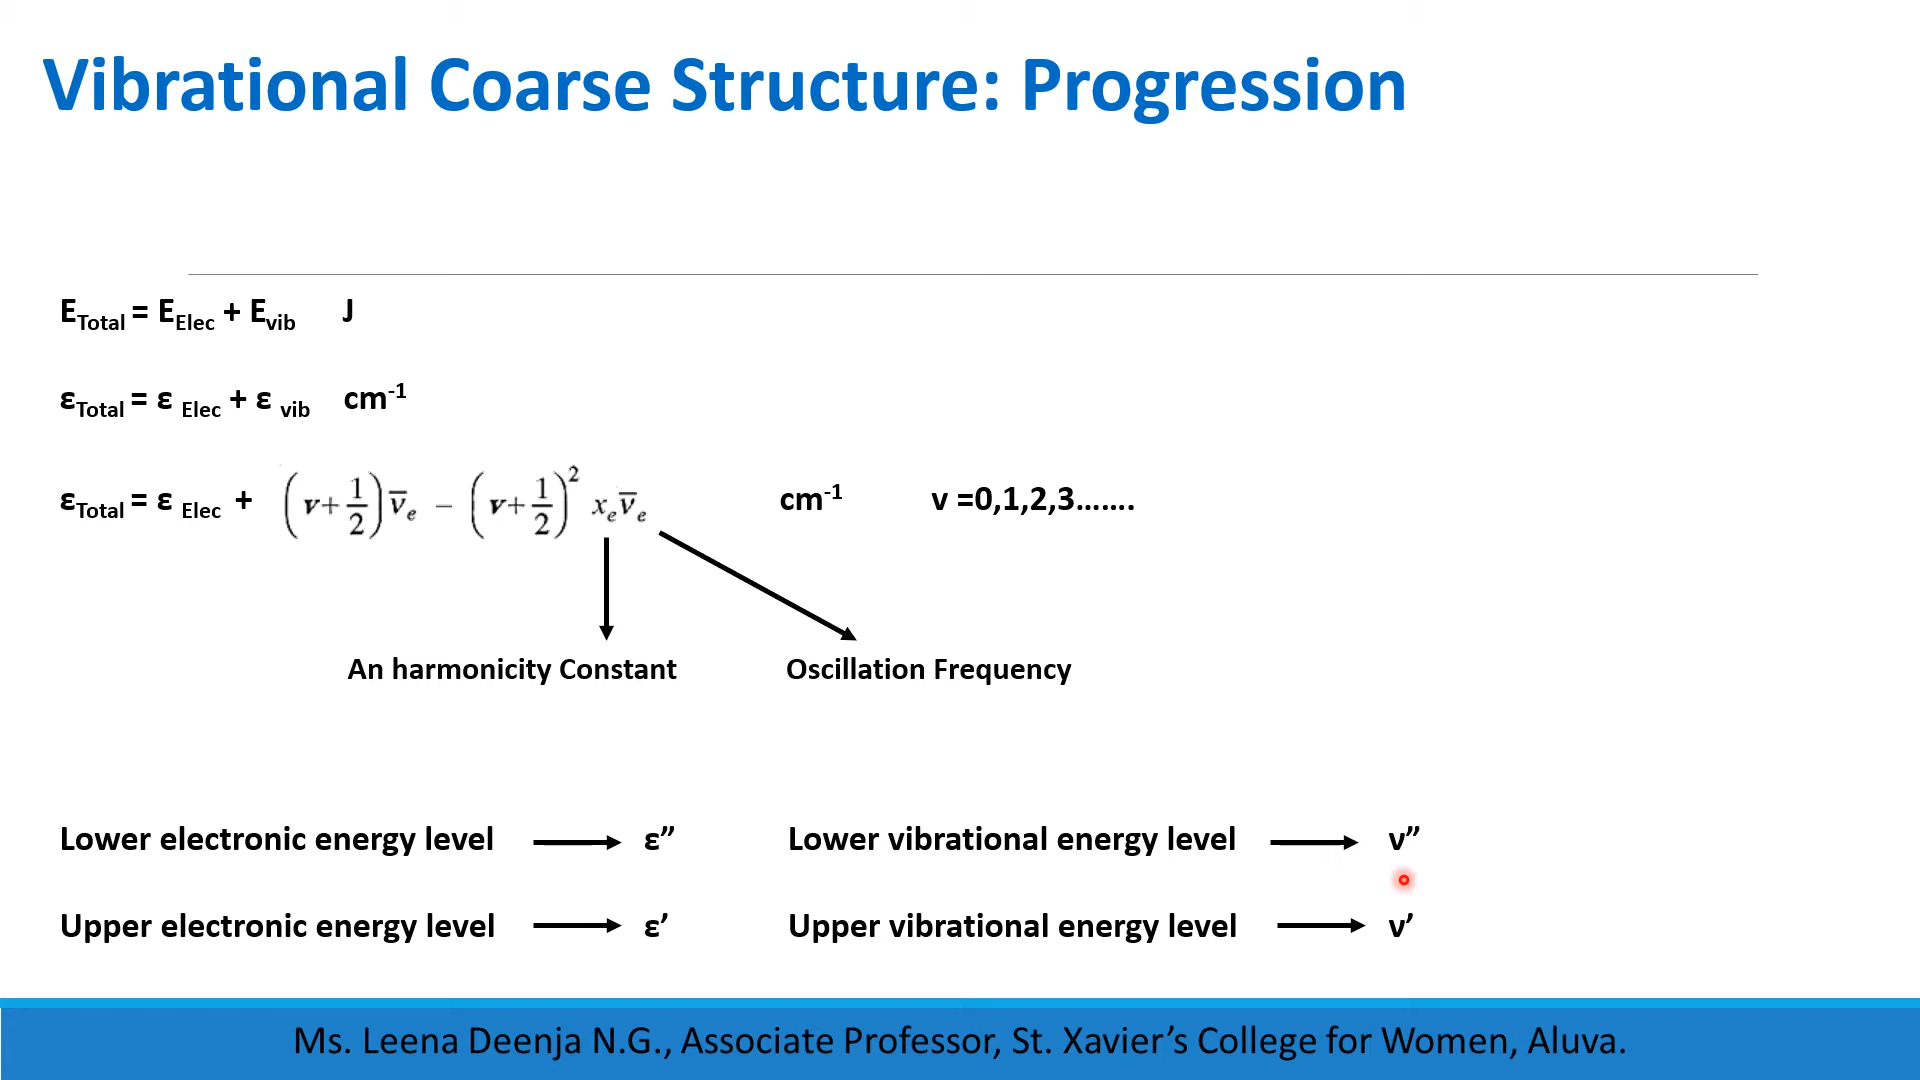 Vibrational Coarse Structure: Progression
E_Total = E_Elec + E_vib J
ε_Total = ε _Elec + ε _vib cm⁻¹
ε_Total = ε _Elec + (v+1/2)ν̅_e − (v+1/2)² x_e ν̅_e cm⁻¹ v =0,1,2,3.......
An harmonicity Constant Oscillation Frequency
Lower electronic energy level → ε” Lower vibrational energy level → v”
Upper electronic energy level → ε’ Upper vibrational energy level → v’
Ms. Leena Deenja N.G., Associate Professor, St. Xavier’s College for Women, Aluva.